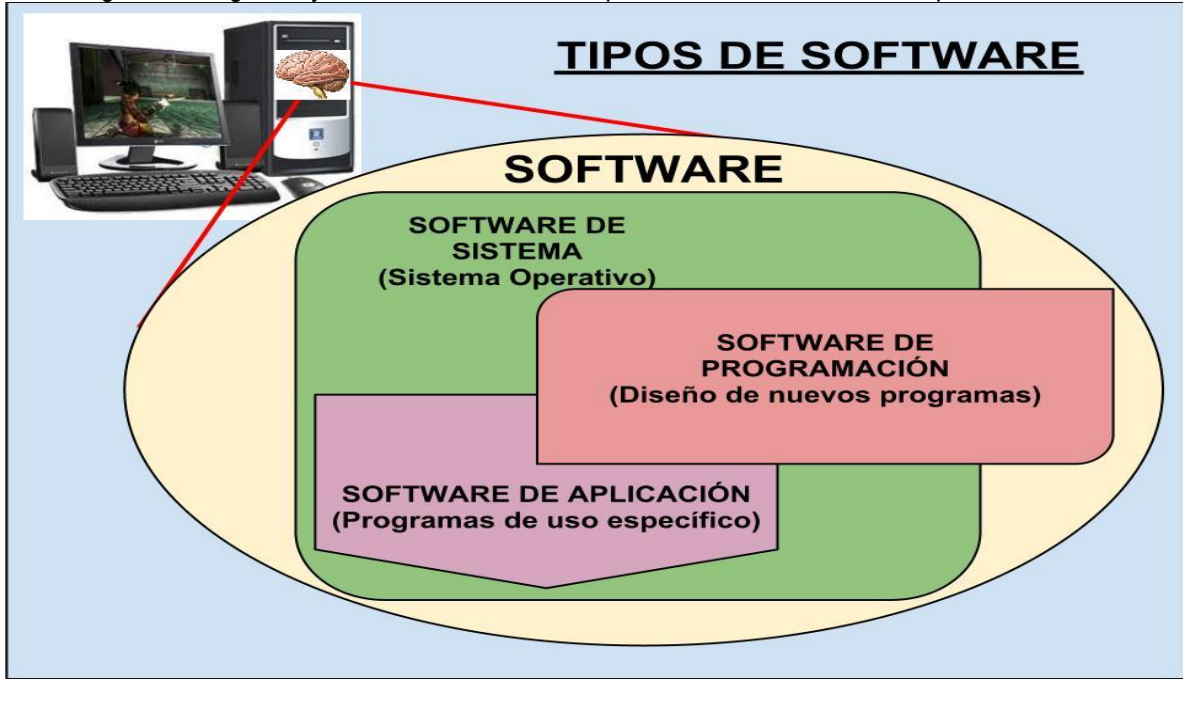 TIPOS DE SOFTWARE
SOFTWARE
SOFTWARE DE
SISTEMA
(Sistema Operativo)
SOFTWARE DE
PROGRAMACIÓN
(Diseño de nuevos programas)
SOFTWARE DE APLICACIÓN
(Programas de uso específico)